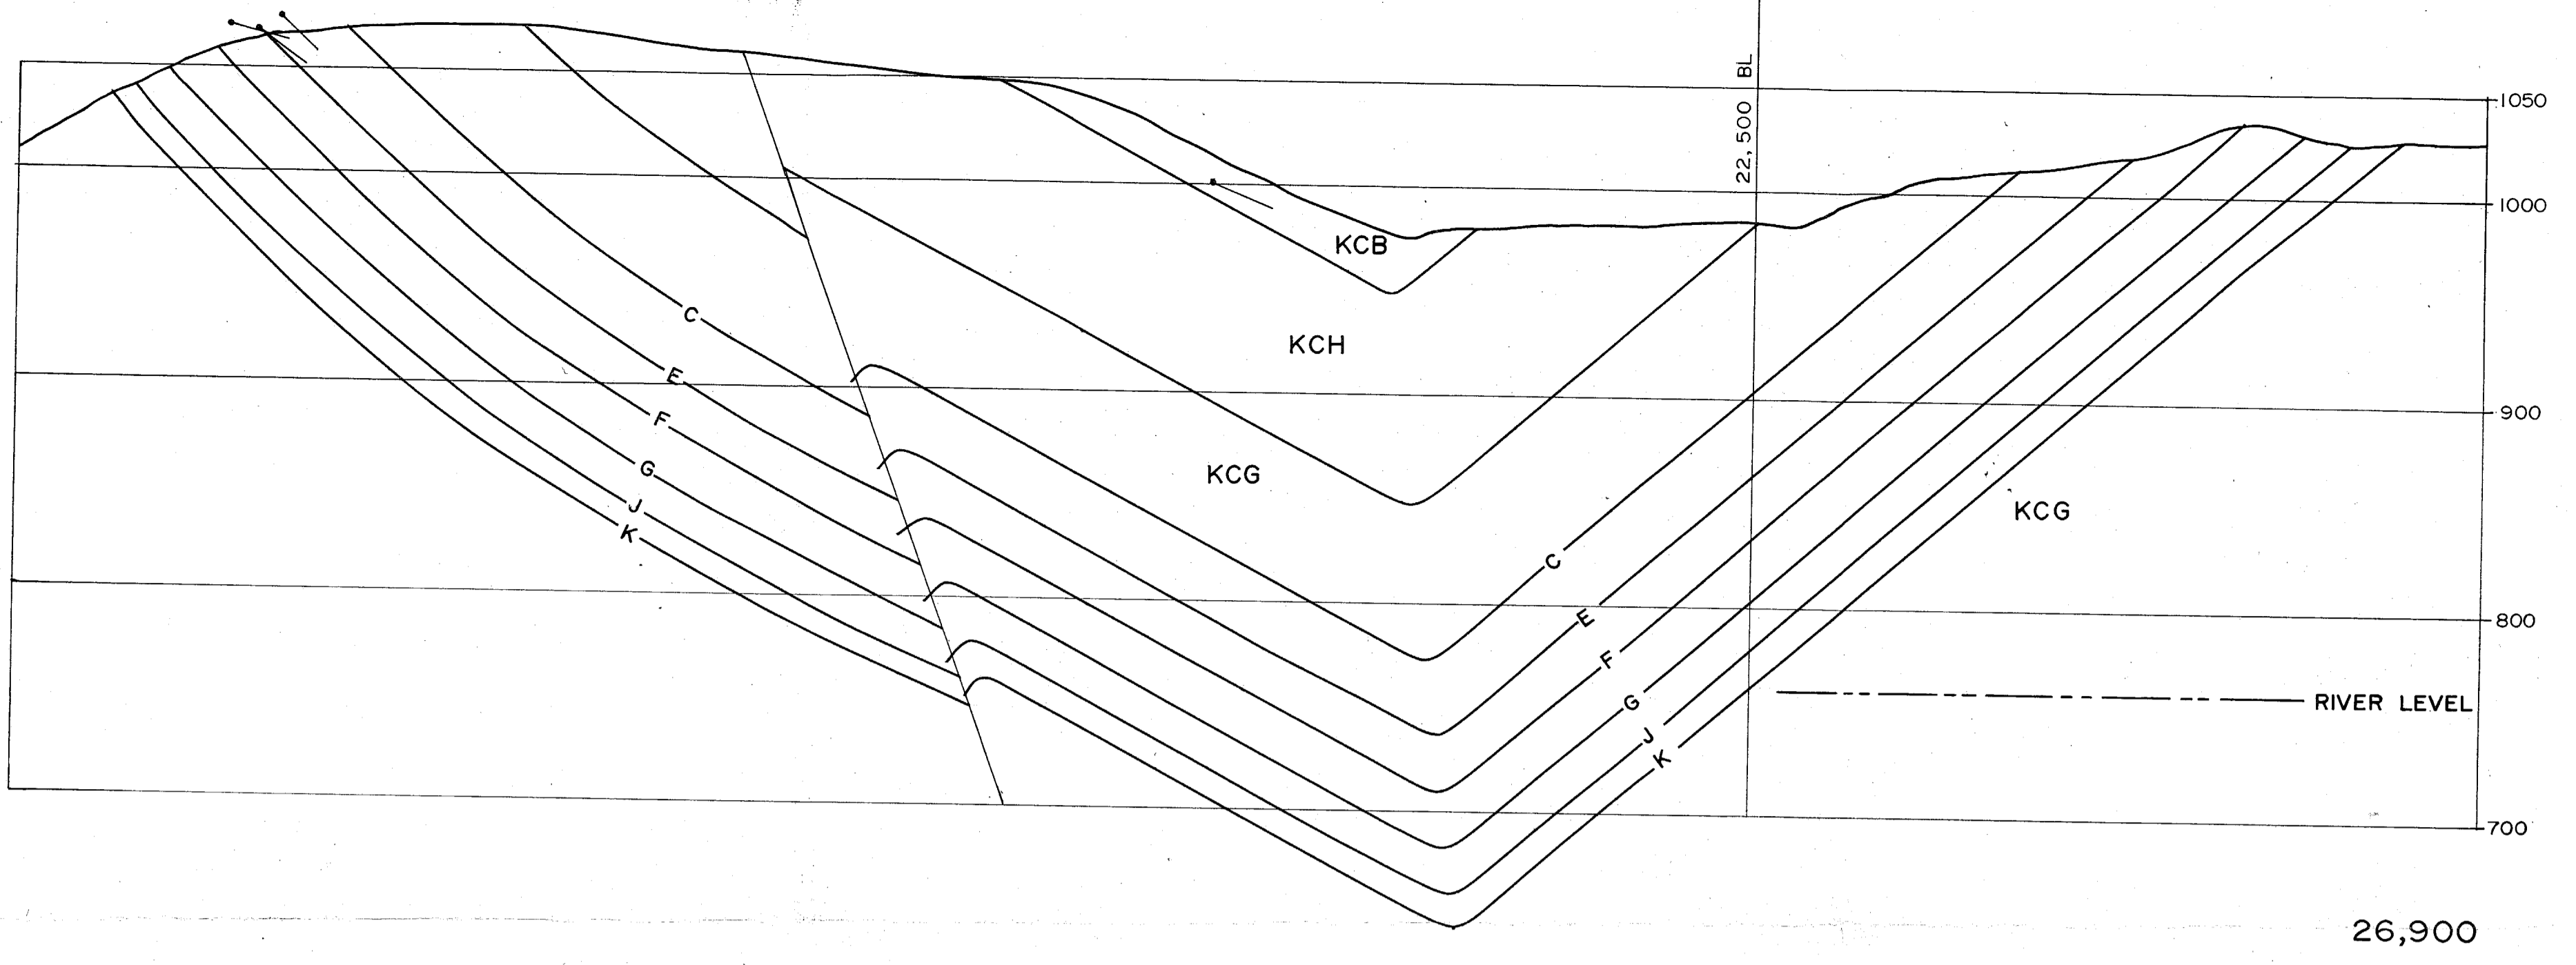 22,500 BL
1050
1000
KCB
C
KCH
E
900
F
G
KCG
J
KCG
K
C
E
800
F
G
RIVER LEVEL
J
K
700
26,900